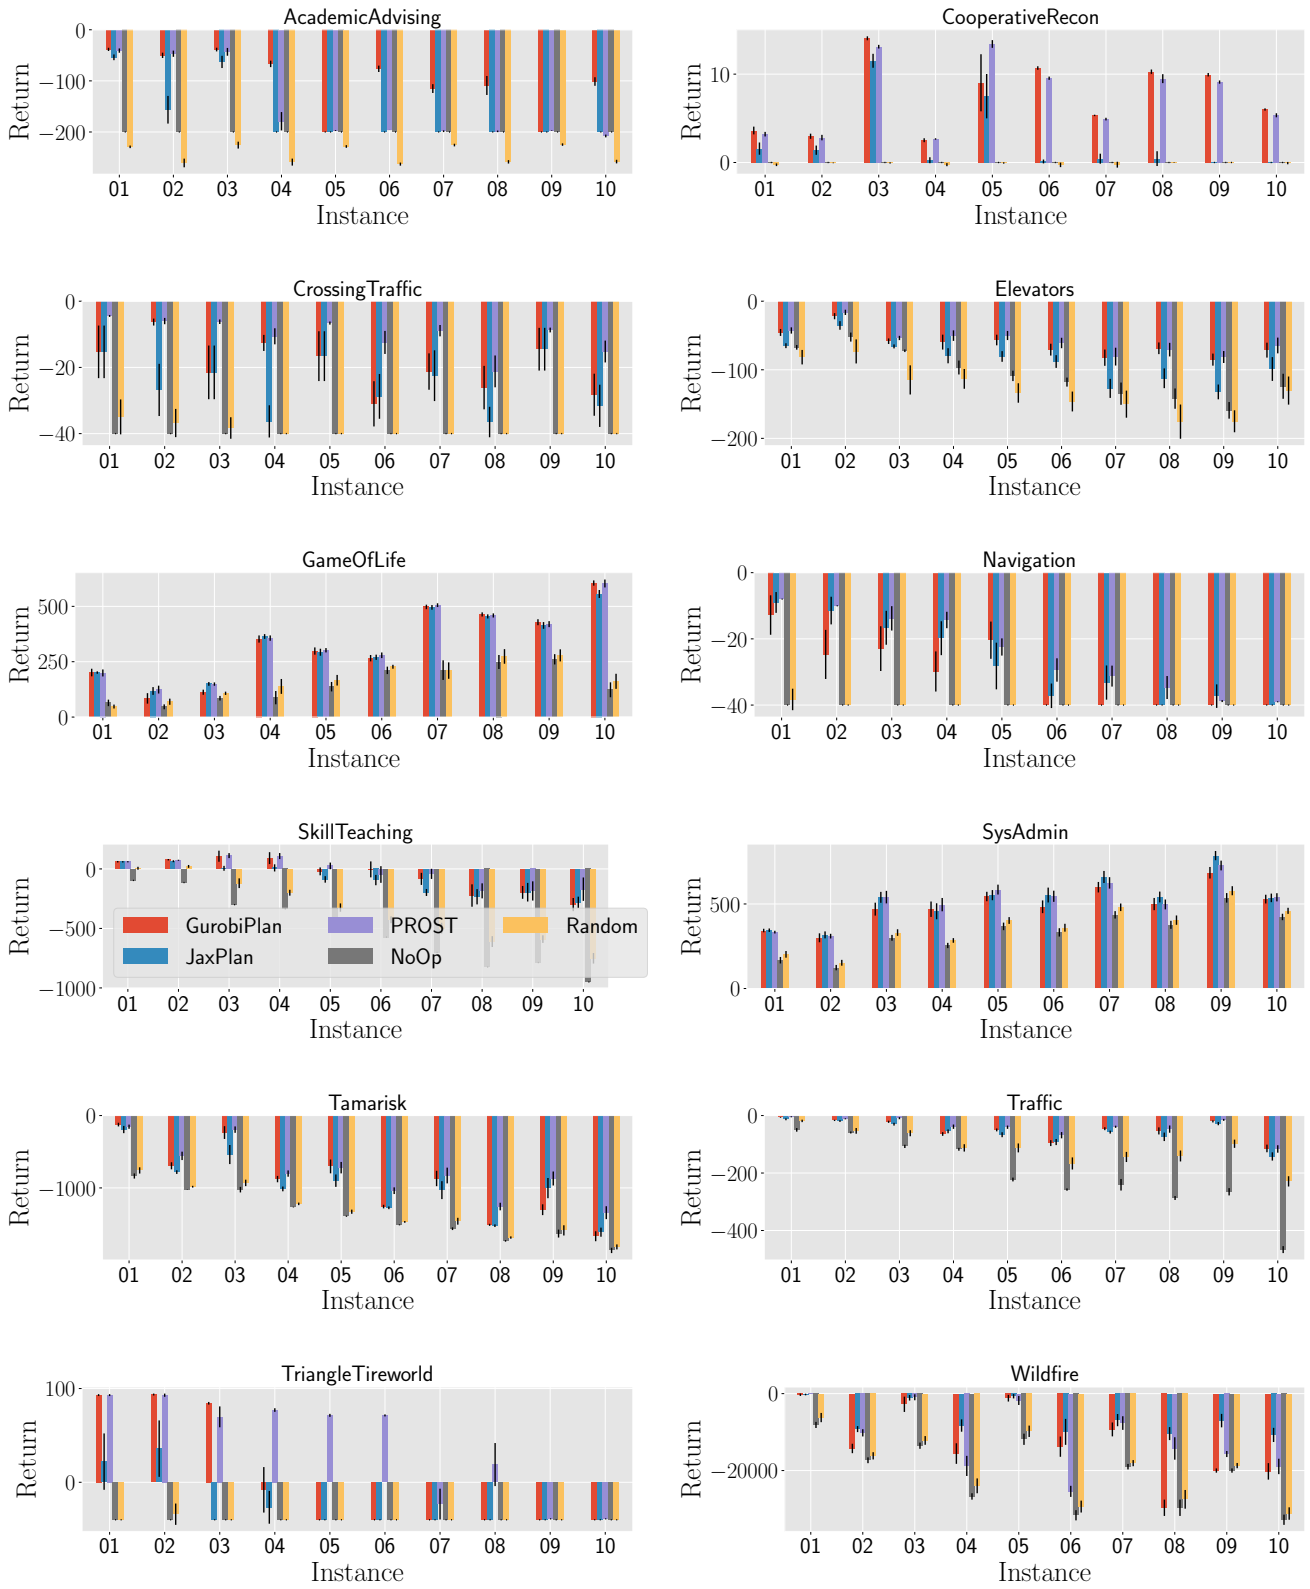 AcademicAdvising
Return
0
−100
−200
01 02 03 04 05 06 07 08 09 10
Instance
CooperativeRecon
Return
10
0
01 02 03 04 05 06 07 08 09 10
Instance
CrossingTraffic
Return
0
−20
−40
01 02 03 04 05 06 07 08 09 10
Instance
Elevators
Return
0
−100
−200
01 02 03 04 05 06 07 08 09 10
Instance
GameOfLife
Return
500
250
0
01 02 03 04 05 06 07 08 09 10
Instance
Navigation
Return
0
−20
−40
01 02 03 04 05 06 07 08 09 10
Instance
SkillTeaching
Return
0
−500
−1000
GurobiPlan PROST Random
JaxPlan NoOp
01 02 03 04 05 06 07 08 09 10
Instance
SysAdmin
Return
500
0
01 02 03 04 05 06 07 08 09 10
Instance
Tamarisk
Return
0
−1000
01 02 03 04 05 06 07 08 09 10
Instance
Traffic
Return
0
−200
−400
01 02 03 04 05 06 07 08 09 10
Instance
TriangleTireworld
Return
100
0
01 02 03 04 05 06 07 08 09 10
Instance
Wildfire
Return
0
−20000
01 02 03 04 05 06 07 08 09 10
Instance